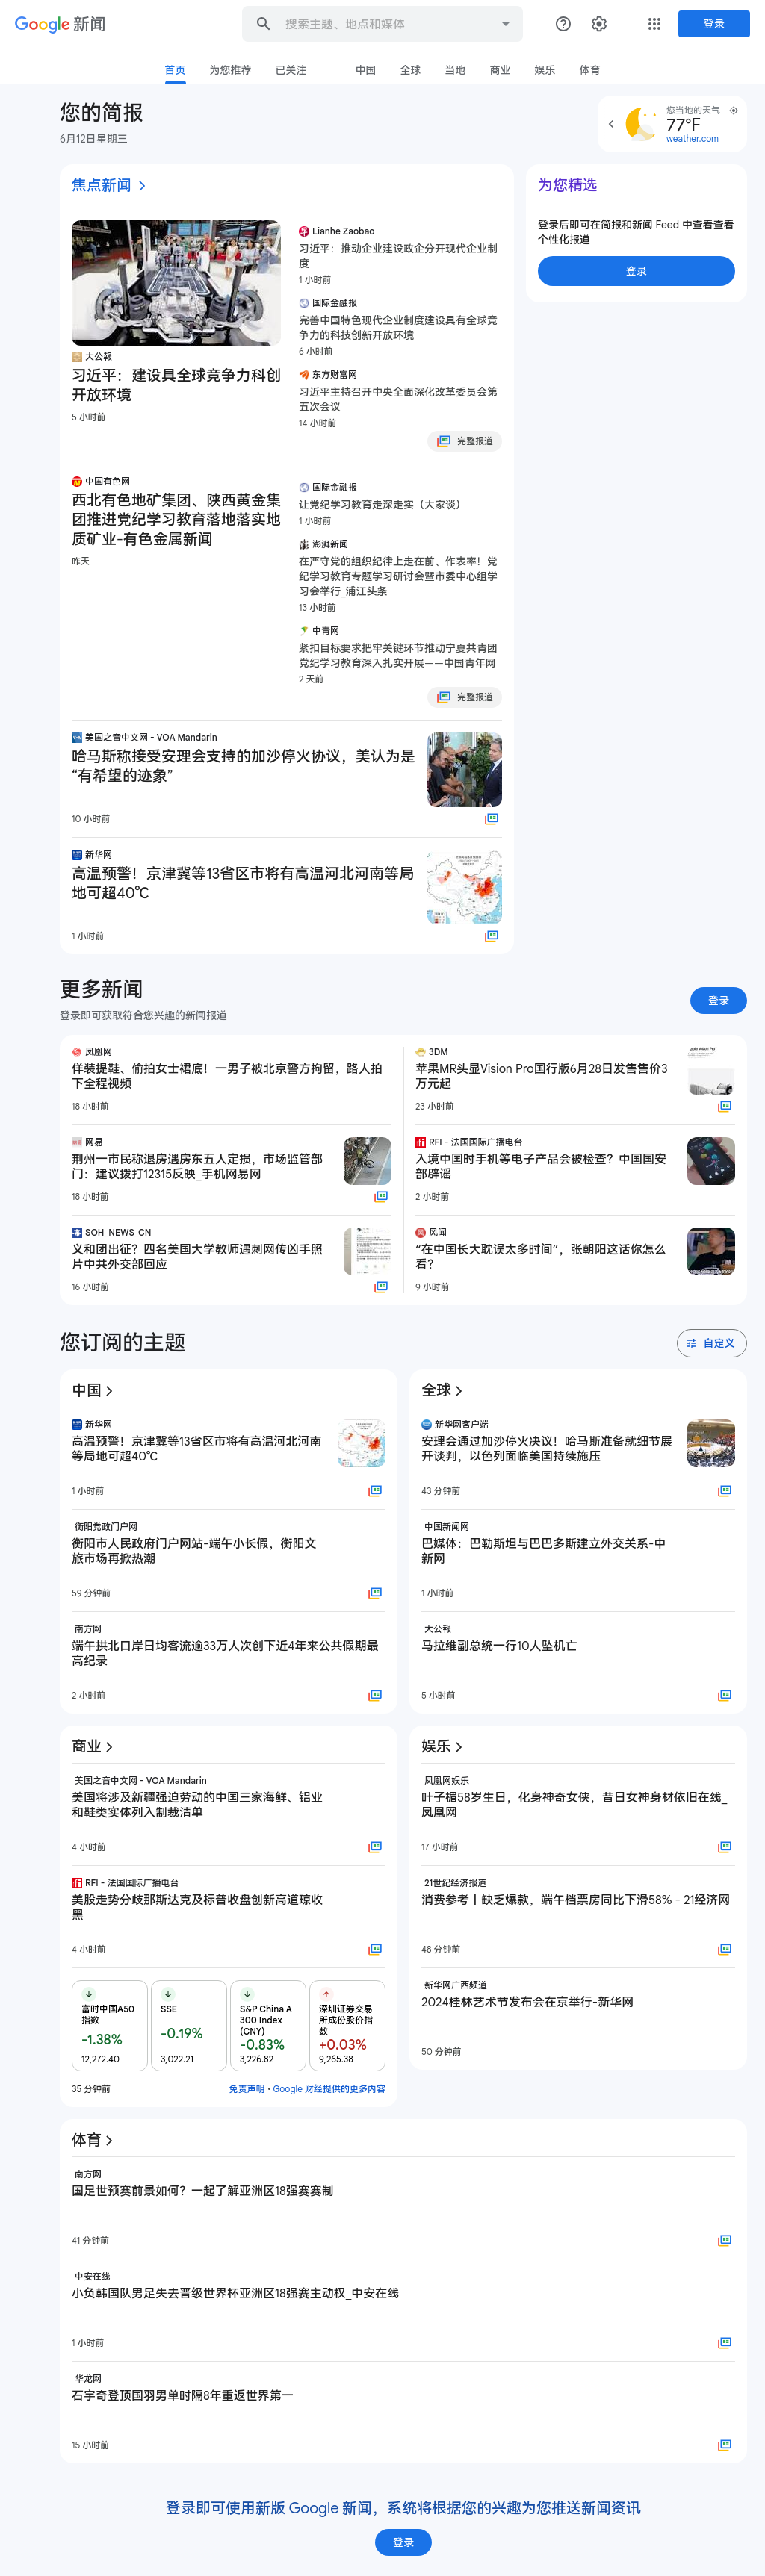 Google 新闻
搜索主题、地点和媒体
登录
首页
为您推荐
已关注
中国
全球
当地
商业
娱乐
体育
您的简报
6月12日星期三
您当地的天气
77°F
weather.com
焦点新闻
大公報
习近平：建设具全球竞争力科创
开放环境
5 小时前
Lianhe Zaobao
习近平：推动企业建设政企分开现代企业制
度
1 小时前
国际金融报
完善中国特色现代企业制度建设具有全球竞
争力的科技创新开放环境
6 小时前
东方财富网
习近平主持召开中央全面深化改革委员会第
五次会议
14 小时前
完整报道
中国有色网
西北有色地矿集团、陕西黄金集
团推进党纪学习教育落地落实地
质矿业-有色金属新闻
昨天
国际金融报
让党纪学习教育走深走实（大家谈）
1 小时前
澎湃新闻
在严守党的组织纪律上走在前、作表率！党
纪学习教育专题学习研讨会暨市委中心组学
习会举行_浦江头条
13 小时前
中青网
紧扣目标要求把牢关键环节推动宁夏共青团
党纪学习教育深入扎实开展——中国青年网
2 天前
完整报道
美国之音中文网 - VOA Mandarin
哈马斯称接受安理会支持的加沙停火协议，美认为是
“有希望的迹象”
10 小时前
新华网
高温预警！京津冀等13省区市将有高温河北河南等局
地可超40℃
1 小时前
为您精选
登录后即可在简报和新闻 Feed 中查看查看
个性化报道
登录
更多新闻
登录即可获取符合您兴趣的新闻报道
登录
凤凰网
佯装提鞋、偷拍女士裙底！一男子被北京警方拘留，路人拍
下全程视频
18 小时前
网易
荆州一市民称退房遇房东五人定损，市场监管部
门：建议拨打12315反映_手机网易网
18 小时前
SOH_NEWS_CN
义和团出征？四名美国大学教师遇刺网传凶手照
片中共外交部回应
16 小时前
3DM
苹果MR头显Vision Pro国行版6月28日发售售价3
万元起
23 小时前
RFI - 法国国际广播电台
入境中国时手机等电子产品会被检查？中国国安
部辟谣
2 小时前
风闻
“在中国长大耽误太多时间”，张朝阳这话你怎么
看？
9 小时前
您订阅的主题
自定义
中国
新华网
高温预警！京津冀等13省区市将有高温河北河南
等局地可超40℃
1 小时前
衡阳党政门户网
衡阳市人民政府门户网站-端午小长假，衡阳文
旅市场再掀热潮
59 分钟前
南方网
端午拱北口岸日均客流逾33万人次创下近4年来公共假期最
高纪录
2 小时前
全球
新华网客户端
安理会通过加沙停火决议！哈马斯准备就细节展
开谈判，以色列面临美国持续施压
43 分钟前
中国新闻网
巴媒体：巴勒斯坦与巴巴多斯建立外交关系-中
新网
1 小时前
大公報
马拉维副总统一行10人坠机亡
5 小时前
商业
美国之音中文网 - VOA Mandarin
美国将涉及新疆强迫劳动的中国三家海鲜、铝业
和鞋类实体列入制裁清单
4 小时前
RFI - 法国国际广播电台
美股走势分歧那斯达克及标普收盘创新高道琼收
黑
4 小时前
富时中国A50
指数
-1.38%
12,272.40
SSE
-0.19%
3,022.21
S&P China A
300 Index
(CNY)
-0.83%
3,226.82
深圳证券交易
所成份股价指
数
+0.03%
9,265.38
35 分钟前
免责声明 • Google 财经提供的更多内容
娱乐
凤凰网娱乐
叶子楣58岁生日，化身神奇女侠，昔日女神身材依旧在线_
凤凰网
17 小时前
21世纪经济报道
消费参考丨缺乏爆款，端午档票房同比下滑58% - 21经济网
48 分钟前
新华网广西频道
2024桂林艺术节发布会在京举行-新华网
50 分钟前
体育
南方网
国足世预赛前景如何？一起了解亚洲区18强赛赛制
41 分钟前
中安在线
小负韩国队男足失去晋级世界杯亚洲区18强赛主动权_中安在线
1 小时前
华龙网
石宇奇登顶国羽男单时隔8年重返世界第一
15 小时前
登录即可使用新版 Google 新闻，系统将根据您的兴趣为您推送新闻资讯
登录